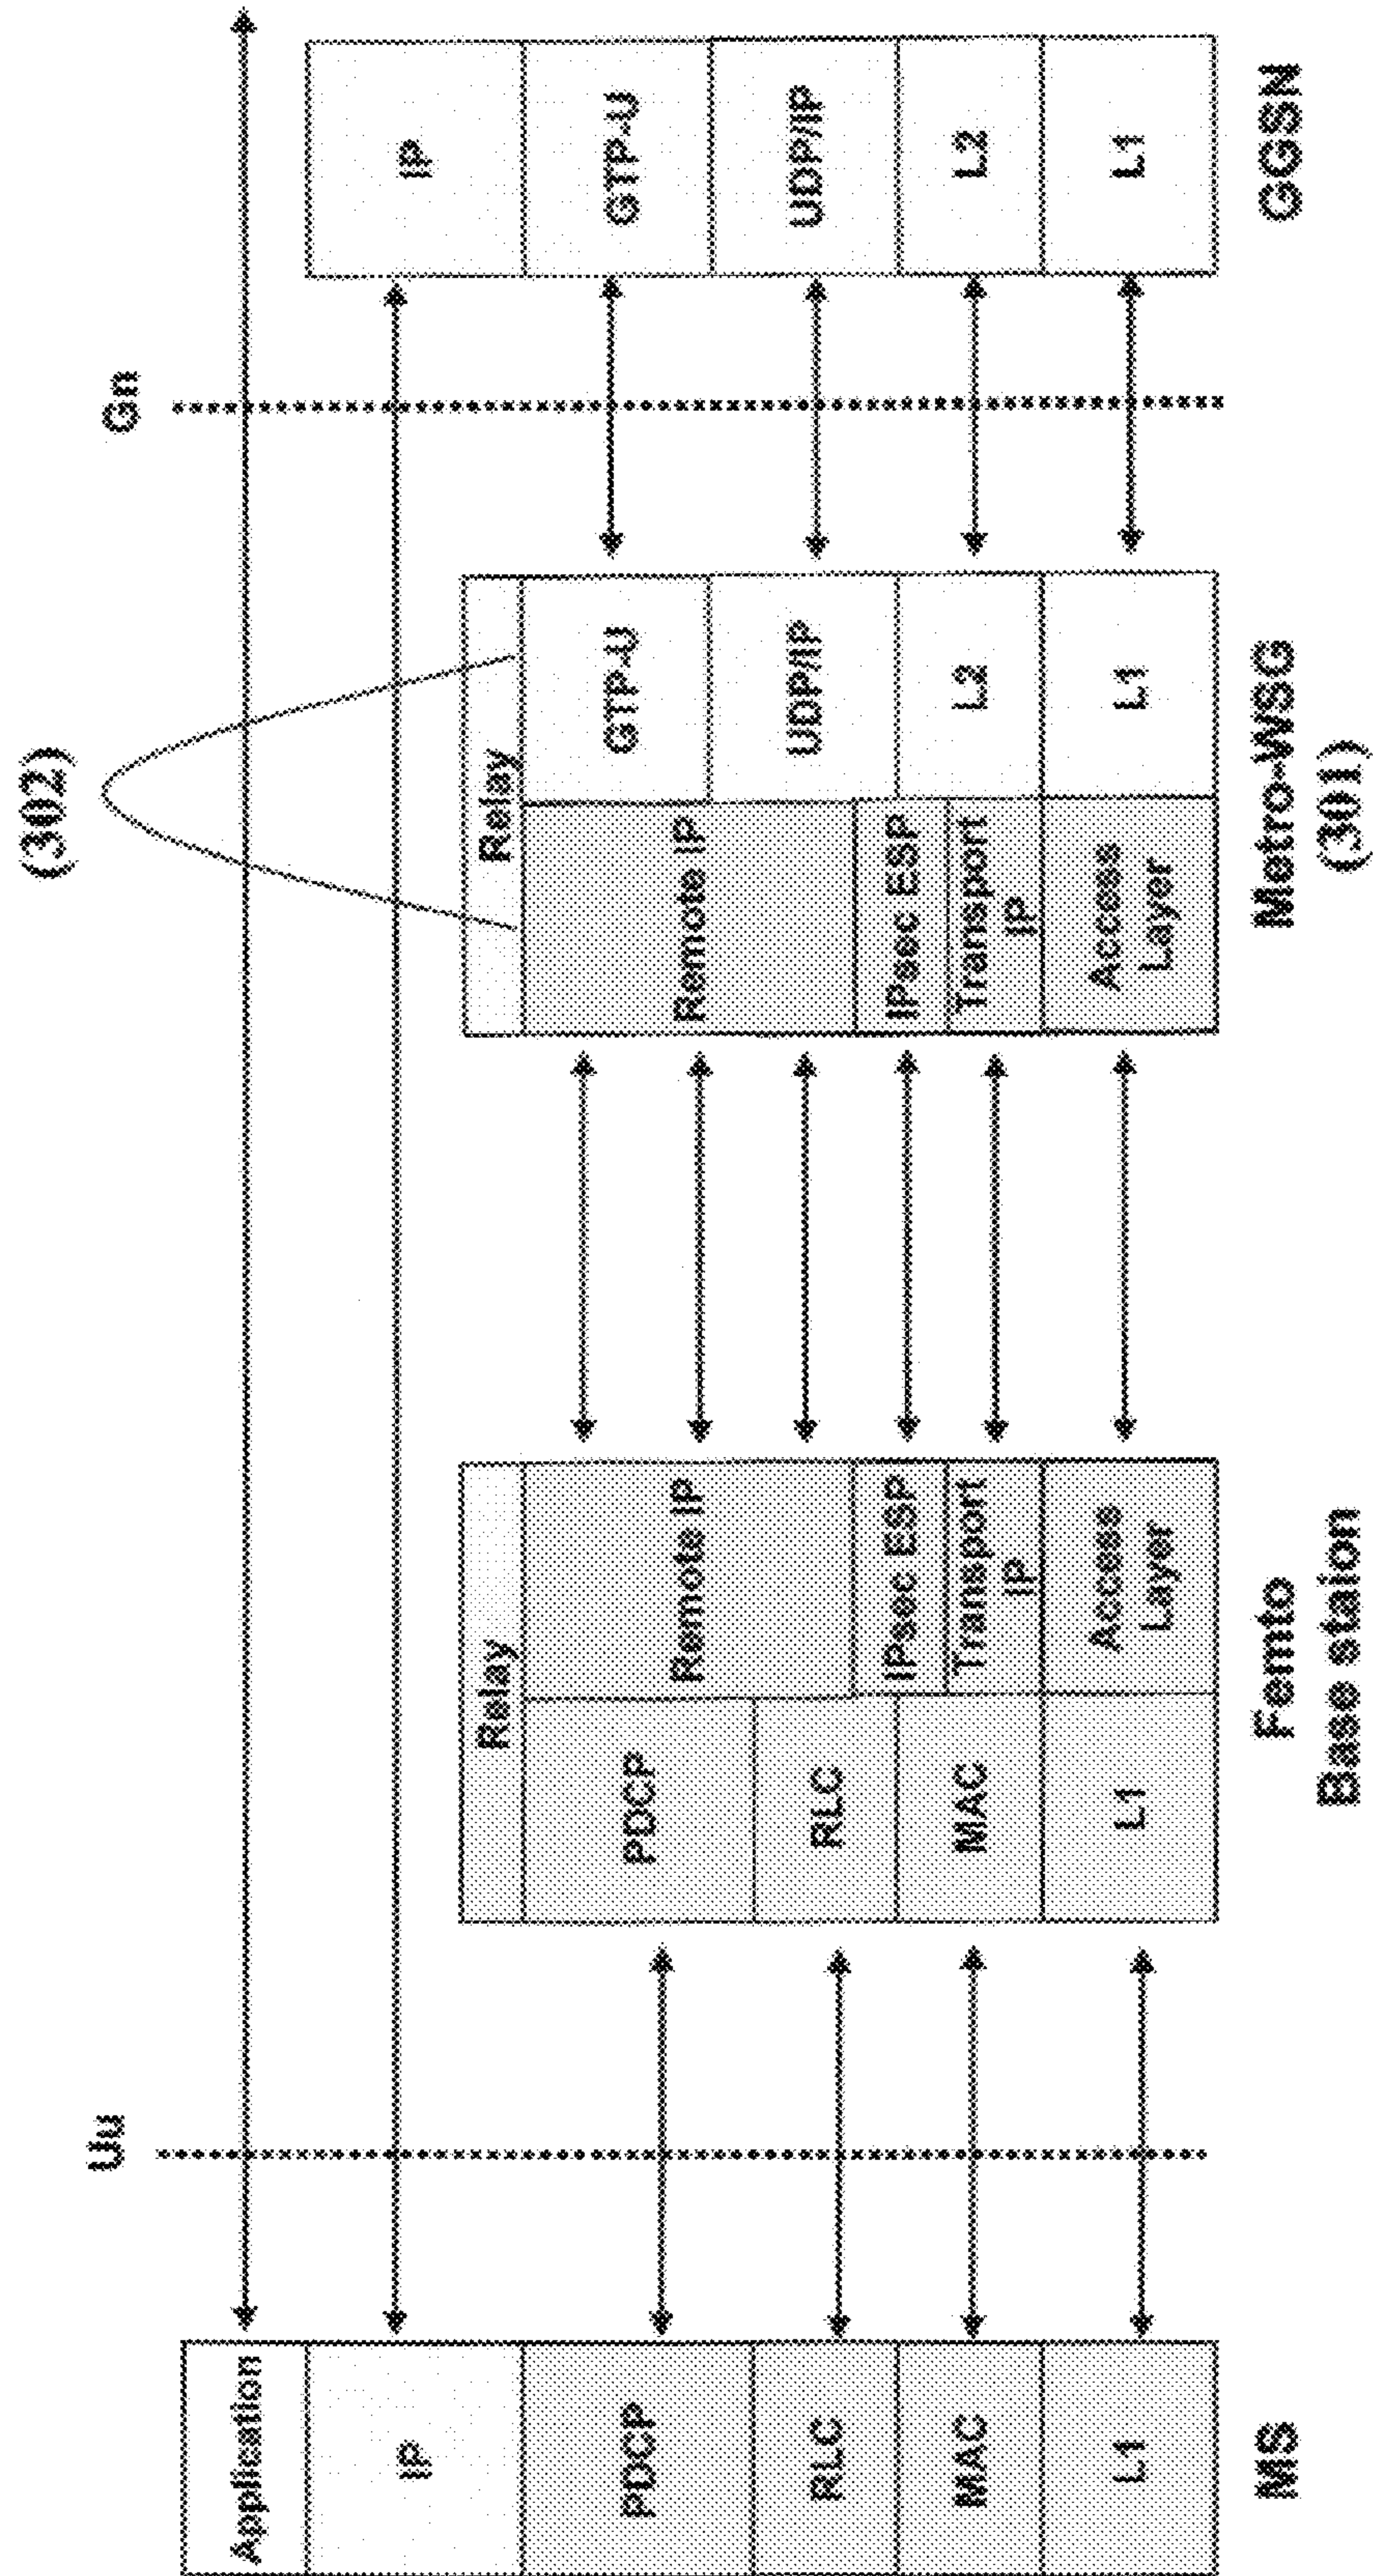 (302)
Uu
Gn
Application
IP
PDCP
RLC
MAC
L1
MS
Relay
PDCP
RLC
MAC
L1
Remote IP
IPsec ESP
Transport
IP
Access
Layer
Femto
Base staion
Relay
Remote IP
IPsec ESP
Transport
IP
Access
Layer
GTP-U
UDP/IP
L2
L1
Metro-WSG
(301)
IP
GTP-U
UDP/IP
L2
L1
GGSN